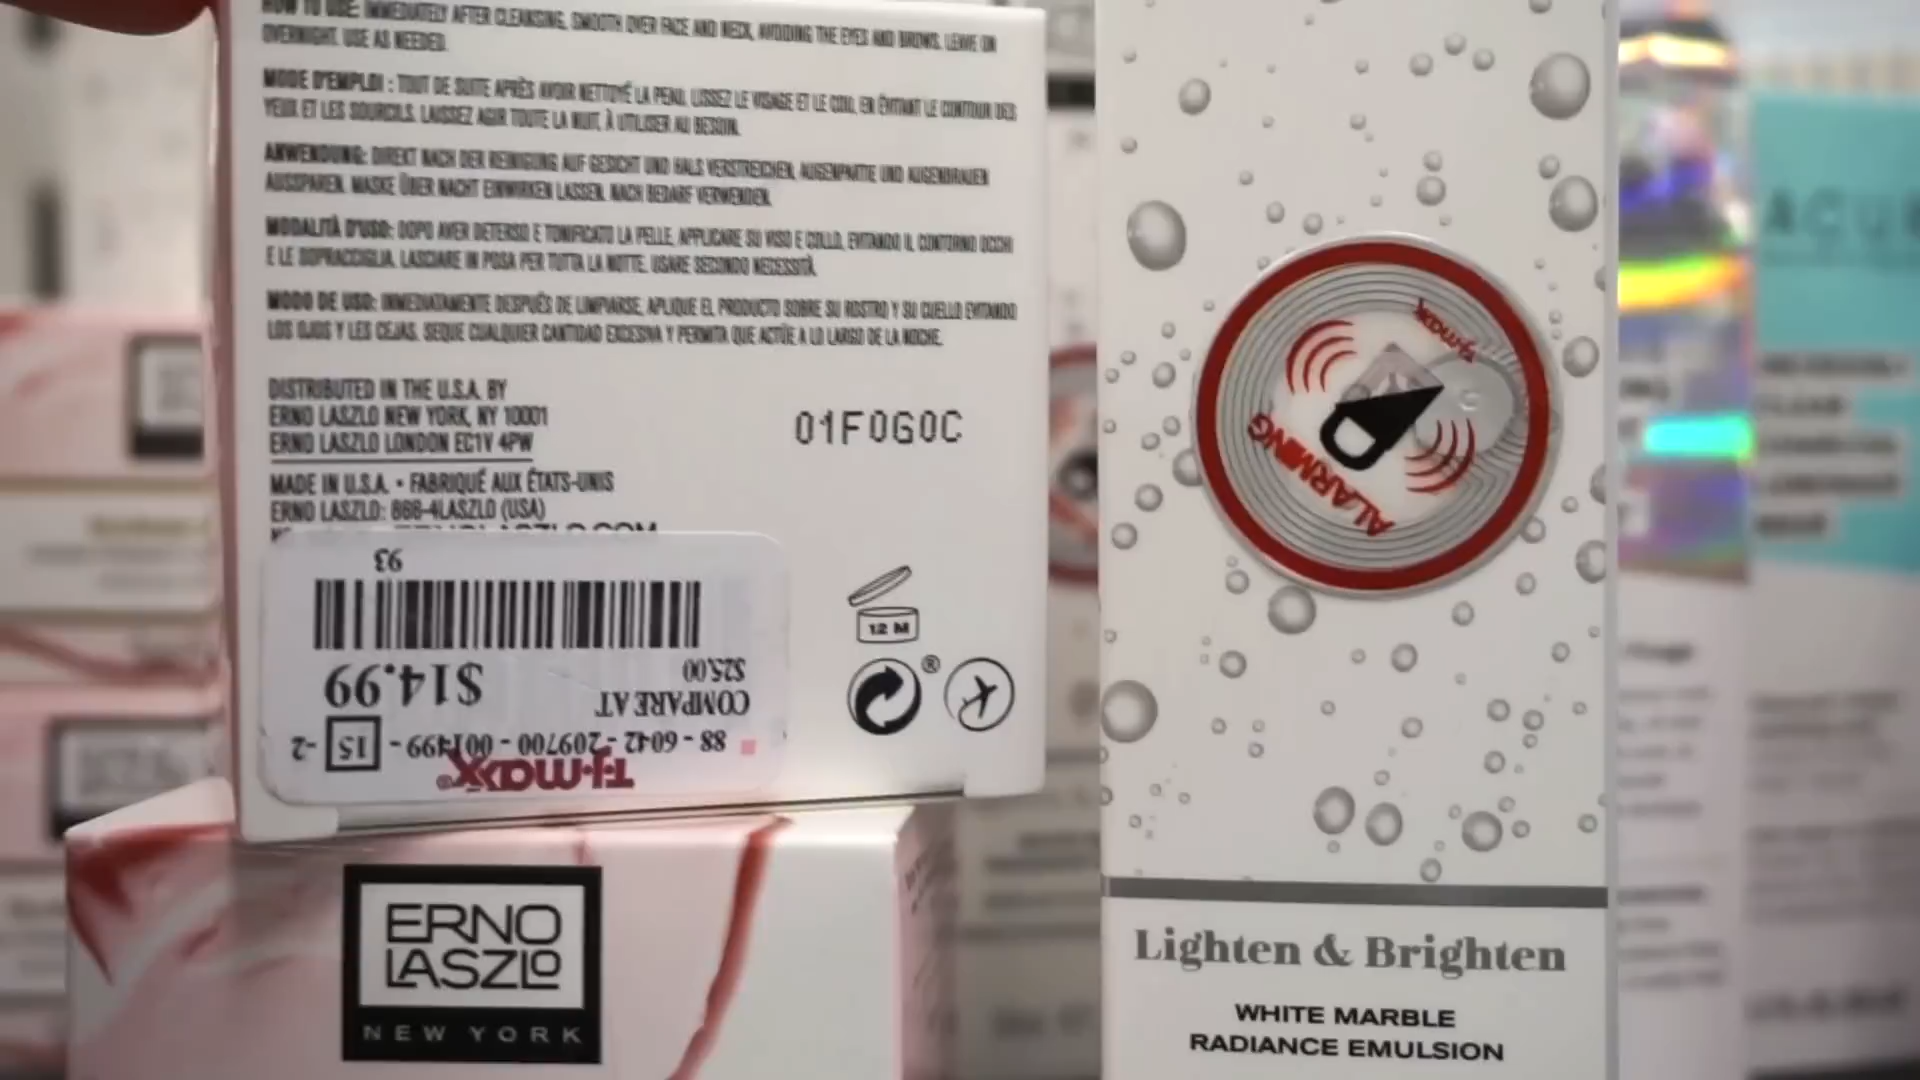 HOW TO USE: IMMEDIATELY AFTER CLEANSING, SMOOTH OVER FACE AND NECK, AVOIDING THE EYES AND BROWS. LEAVE ON
OVERNIGHT. USE AS NEEDED.
MODE D'EMPLOI : TOUT DE SUITE APRÈS AVOIR NETTOYÉ LA PEAU, LISSEZ LE VISAGE ET LE COU, EN ÉVITANT LE CONTOUR DES
YEUX ET LES SOURCILS. LAISSEZ AGIR TOUTE LA NUIT. À UTILISER AU BESOIN.
ANWENDUNG: DIREKT NACH DER REINIGUNG AUF GESICHT UND HALS VERSTREICHEN, AUGENPARTIE UND AUGENBRAUEN
AUSSPAREN. MASKE ÜBER NACHT EINWIRKEN LASSEN. NACH BEDARF VERWENDEN.
MODALITÀ D'USO: DOPO AVER DETERSO E TONIFICATO LA PELLE, APPLICARE SU VISO E COLLO, EVITANDO IL CONTORNO OCCHI
E LE SOPRACCIGLIA. LASCIARE IN POSA PER TUTTA LA NOTTE. USARE SECONDO NECESSITÀ.
MODO DE USO: INMEDIATAMENTE DESPUÉS DE LIMPIARSE, APLIQUE EL PRODUCTO SOBRE SU ROSTRO Y SU CUELLO EVITANDO
LOS OJOS Y LES CEJAS. SEQUE CUALQUIER CANTIDAD EXCESIVA Y PERMITA QUE ACTÚE A LO LARGO DE LA NOCHE.
DISTRIBUTED IN THE U.S.A. BY
ERNO LASZLO NEW YORK, NY 10001
ERNO LASZLO LONDON EC1V 4PW
01F0G0C
MADE IN U.S.A. • FABRIQUÉ AUX ÉTATS-UNIS
ERNO LASZLO: 888-4LASZLO (USA)
T.J.maxx®
88 - 6042 - 209700 - 001499 - 15 -2
COMPARE AT
$25.00
$14.99
93
12 M
®
ERNO
LASZLO
NEW YORK
T.J.maxx
ALARMING
Lighten & Brighten
WHITE MARBLE
RADIANCE EMULSION
ACU